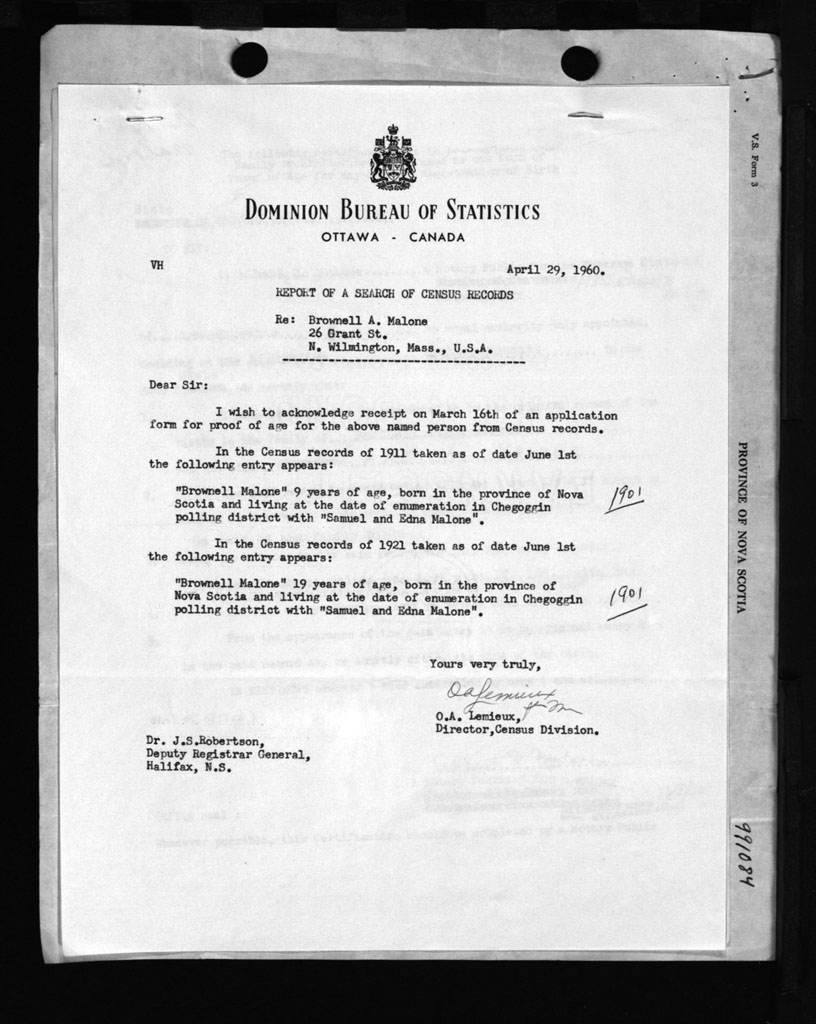 DOMINION BUREAU OF STATISTICS
OTTAWA - CANADA
VH
April 29, 1960.
REPORT OF A SEARCH OF CENSUS RECORDS
Re: Brownell A. Malone
26 Grant St.
N. Wilmington, Mass., U.S.A.
Dear Sir:
I wish to acknowledge receipt on March 16th of an application
form for proof of age for the above named person from Census records.
In the Census records of 1911 taken as of date June 1st
the following entry appears:
"Brownell Malone" 9 years of age, born in the province of Nova
Scotia and living at the date of enumeration in Chegoggin
polling district with "Samuel and Edna Malone".
1901
In the Census records of 1921 taken as of date June 1st
the following entry appears:
"Brownell Malone" 19 years of age, born in the province of
Nova Scotia and living at the date of enumeration in Chegoggin
polling district with "Samuel and Edna Malone".
1901
Yours very truly,
O.A. Lemieux
O.A. Lemieux,
Director,Census Division.
Dr. J.S.Robertson,
Deputy Registrar General,
Halifax, N.S.
V.S. Form 3
PROVINCE OF NOVA SCOTIA
991084